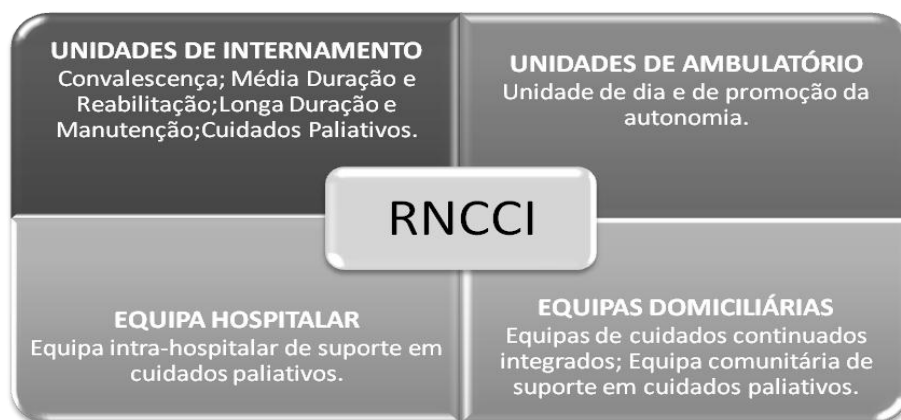 UNIDADES DE INTERNAMENTO
Convalescença; Média Duração e
Reabilitação;Longa Duração e
Manutenção;Cuidados Paliativos.
UNIDADES DE AMBULATÓRIO
Unidade de dia e de promoção da
autonomia.
RNCCI
EQUIPA HOSPITALAR
Equipa intra-hospitalar de suporte em
cuidados paliativos.
EQUIPAS DOMICILIÁRIAS
Equipas de cuidados continuados
integrados; Equipa comunitária de
suporte em cuidados paliativos.